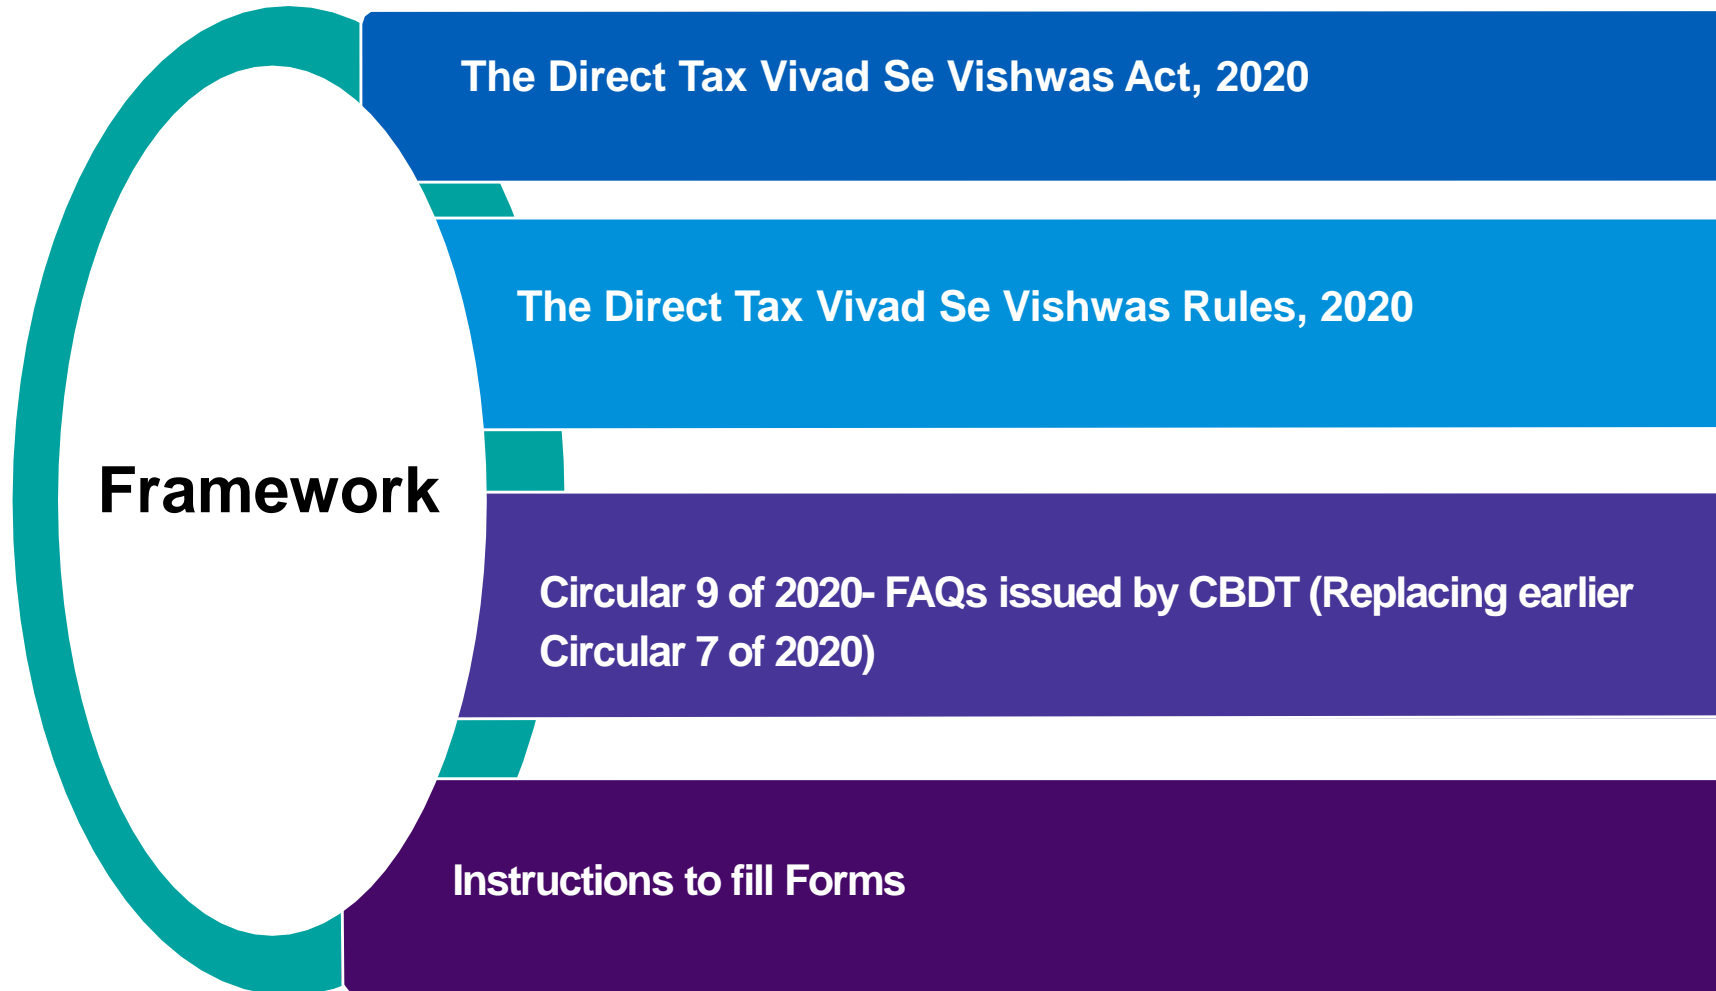 The Direct Tax Vivad Se Vishwas Act, 2020
The Direct Tax Vivad Se Vishwas Rules, 2020
Framework
Circular 9 of 2020- FAQs issued by CBDT (Replacing earlier
Circular 7 of 2020)
Instructions to fill Forms